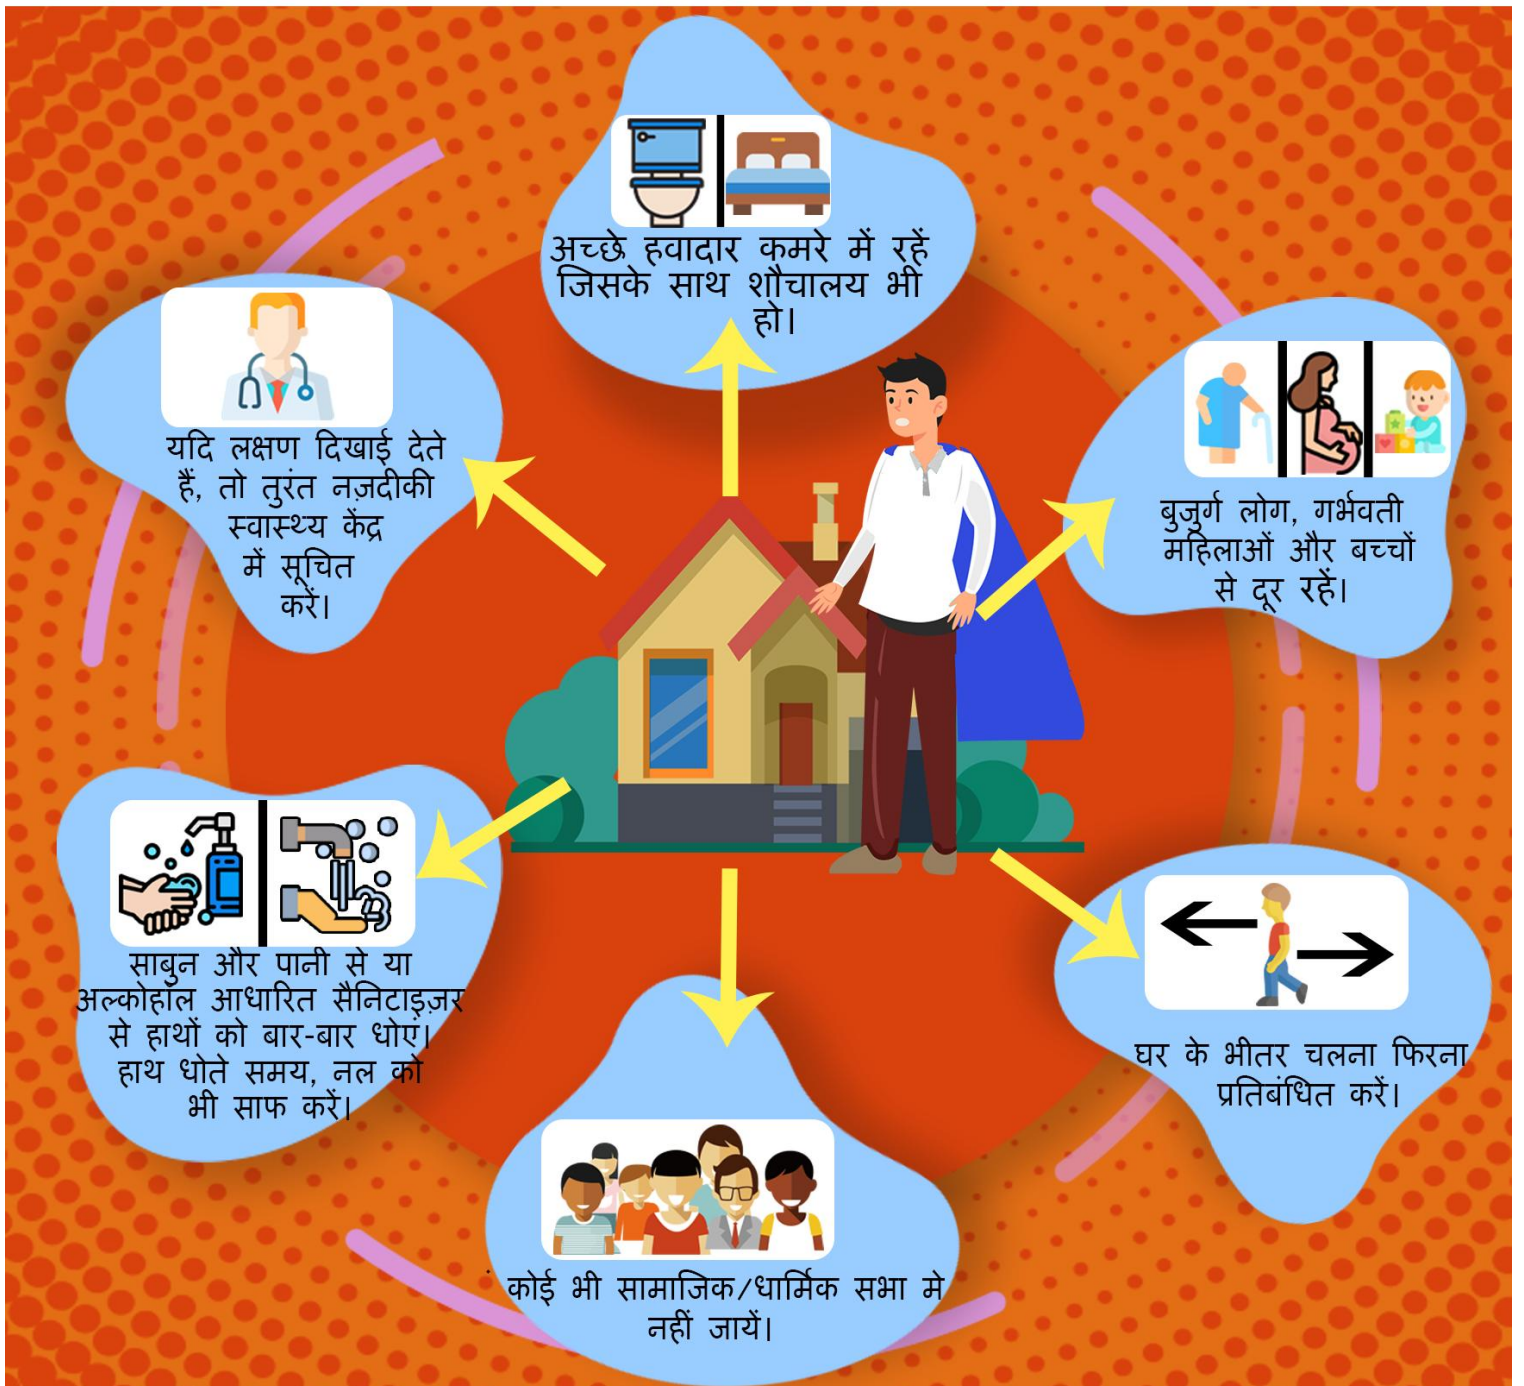 अच्छे हवादार कमरे में रहें
जिसके साथ शौचालय भी
हो।
यदि लक्षण दिखाई देते
हैं, तो तुरंत नज़दीकी
स्वास्थ्य केंद्र
में सूचित
करें।
बुजुर्ग लोग, गर्भवती
महिलाओं और बच्चों
से दूर रहें।
साबुन और पानी से या
अल्कोहॉल आधारित सैनिटाइज़र
से हाथों को बार-बार धोएं।
हाथ धोते समय, नल को
भी साफ करें।
घर के भीतर चलना फिरना
प्रतिबंधित करें।
कोई भी सामाजिक/धार्मिक सभा मे
नहीं जायें।